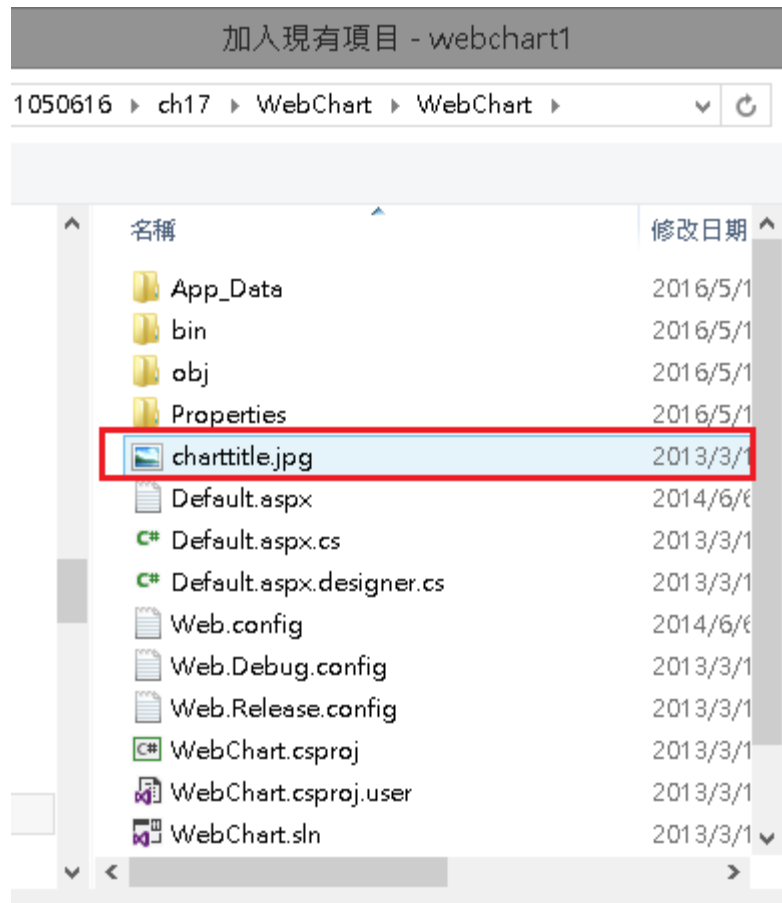 加入現有項目 - webchart1
1050616 ▸ ch17 ▸ WebChart ▸ WebChart ▸
名稱 修改日期
App_Data 2016/5/1
bin 2016/5/1
obj 2016/5/1
Properties 2016/5/1
charttitle.jpg 2013/3/1
Default.aspx 2014/6/6
Default.aspx.cs 2013/3/1
Default.aspx.designer.cs 2013/3/1
Web.config 2014/6/6
Web.Debug.config 2013/3/1
Web.Release.config 2013/3/1
WebChart.csproj 2013/3/1
WebChart.csproj.user 2013/3/1
WebChart.sln 2013/3/1